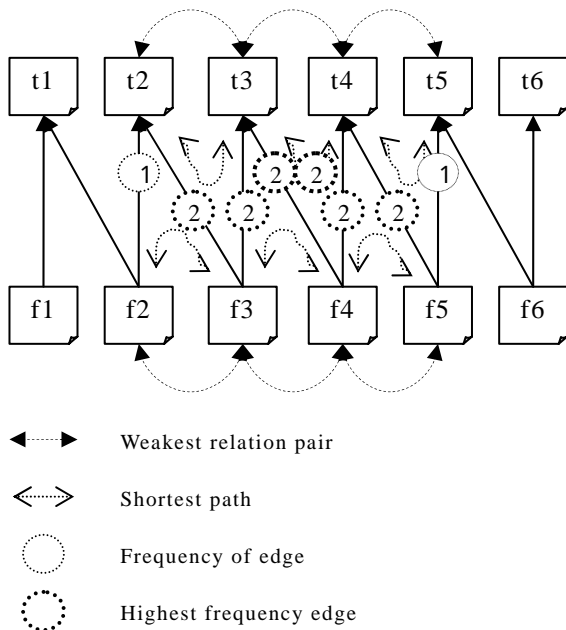 t1 t2 t3 t4 t5 t6
1 2 2 1
2 2 2 2
f1 f2 f3 f4 f5 f6
Weakest relation pair
Shortest path
Frequency of edge
Highest frequency edge